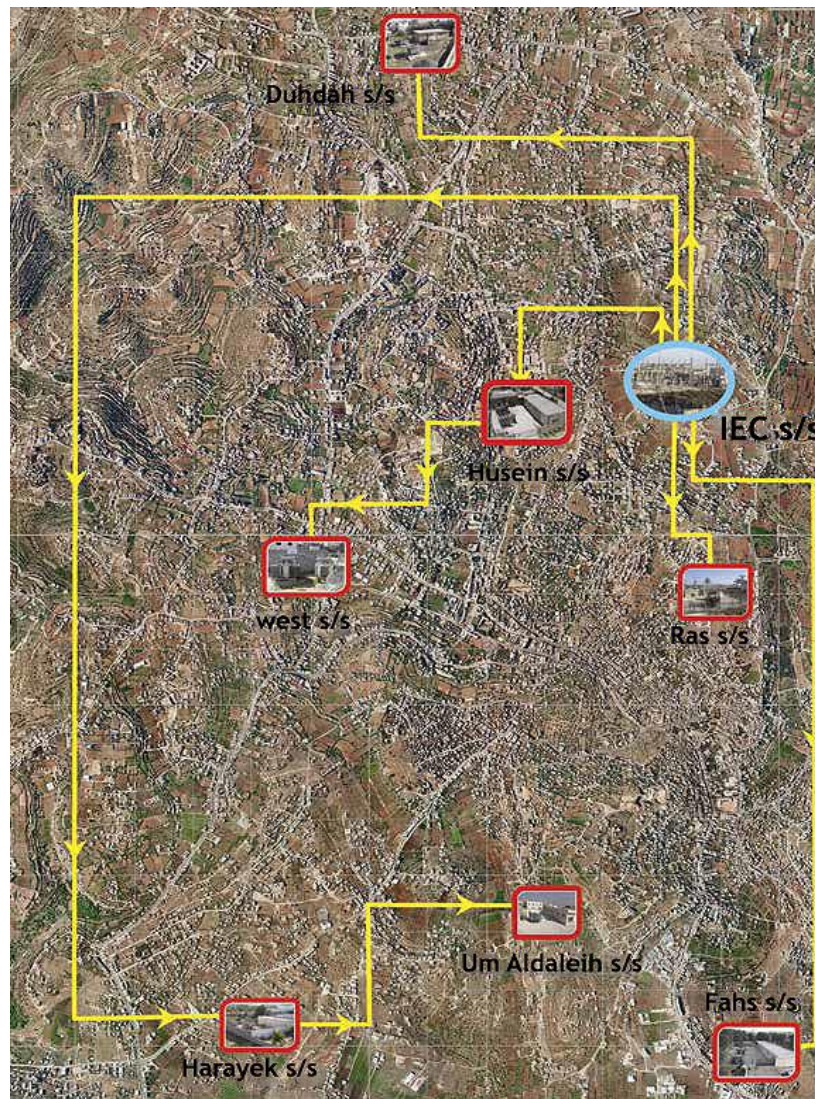 Duhdah s/s
IEC s/s
Husein s/s
west s/s
Ras s/s
Um Aldaleih s/s
Fahs s/s
Harayek s/s